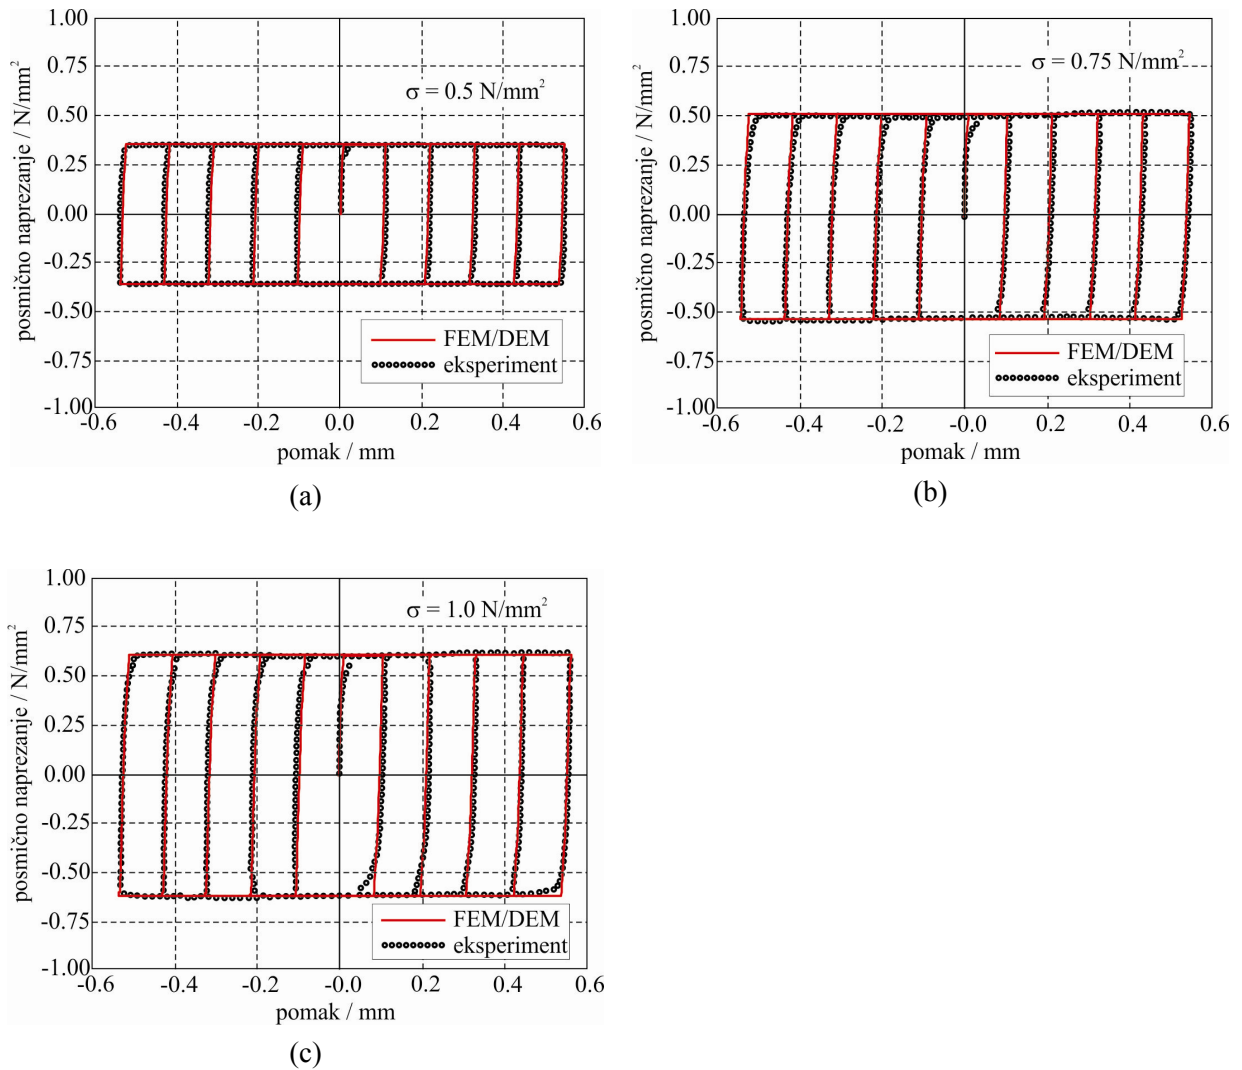 1.00
0.75
0.50
0.25
0.00
-0.25
-0.50
-0.75
-1.00
posmično naprezanje / N/mm²
σ = 0.5 N/mm²
FEM/DEM
eksperiment
-0.6 -0.4 -0.2 -0.0 0.2 0.4 0.6
pomak / mm
(a)
1.00
0.75
0.50
0.25
0.00
-0.25
-0.50
-0.75
-1.00
posmično naprezanje / N/mm²
σ = 0.75 N/mm²
FEM/DEM
eksperiment
-0.6 -0.4 -0.2 -0.0 0.2 0.4 0.6
pomak / mm
(b)
1.00
0.75
0.50
0.25
0.00
-0.25
-0.50
-0.75
-1.00
posmično naprezanje / N/mm²
σ = 1.0 N/mm²
FEM/DEM
eksperiment
-0.6 -0.4 -0.2 -0.0 0.2 0.4 0.6
pomak / mm
(c)